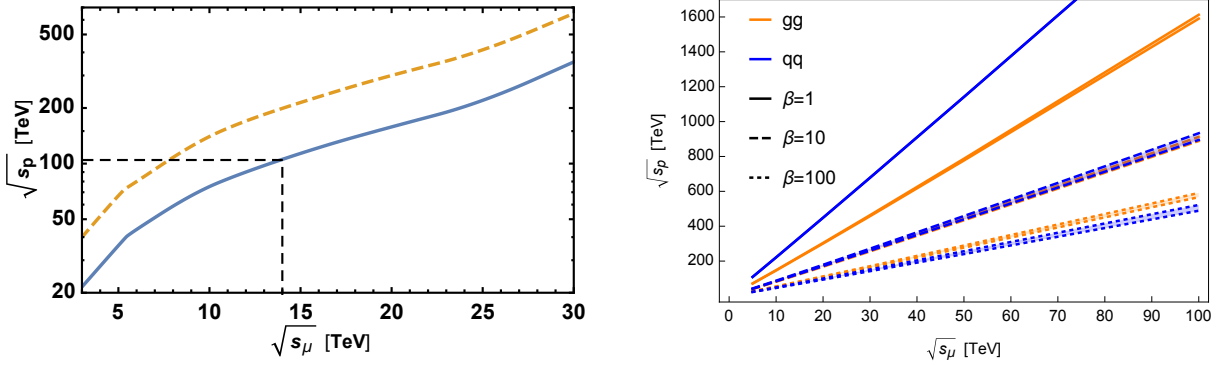 500
200
100
50
20
√s_p [TeV]
5 10 15 20 25 30
√s_μ [TeV]
1600
1400
1200
1000
800
600
400
200
√s_p [TeV]
gg
qq
β=1
β=10
β=100
0 10 20 30 40 50 60 70 80 90 100
√s_μ [TeV]